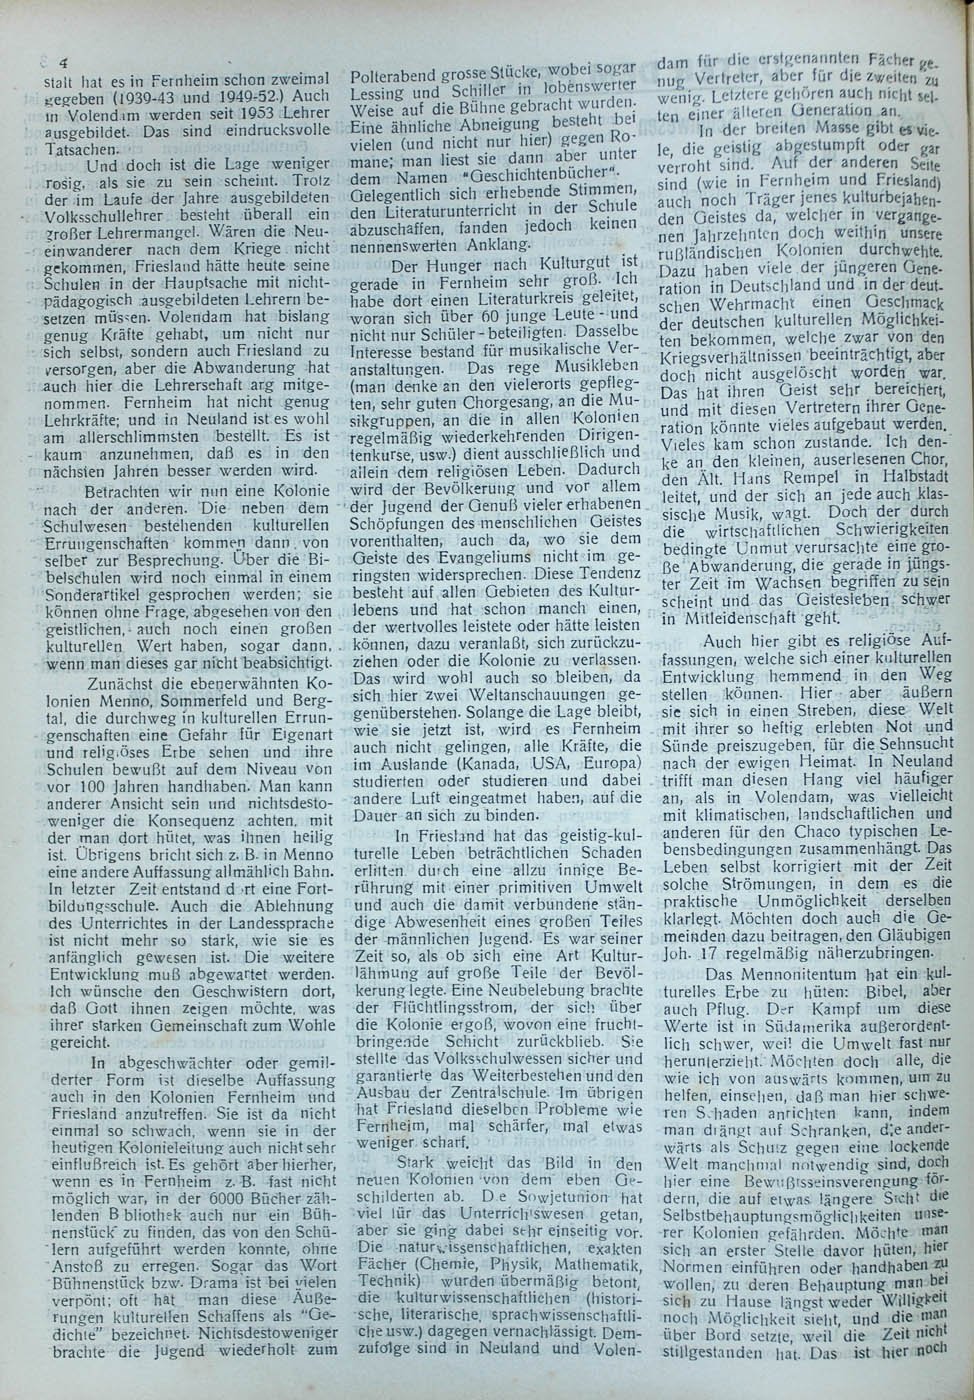 4
stalt hat es in Fernheim schon zweimal
gegeben (1939-43 und 1949-52.) Auch
in Volendam werden seit 1953 Lehrer
ausgebildet. Das sind eindrucksvolle
Tatsachen.
Und doch ist die Lage weniger
rosig, als sie zu sein scheint. Trotz
der im Laufe der Jahre ausgebildeten
Volksschullehrer besteht überall ein
großer Lehrermangel. Wären die Neu-
einwanderer nach dem Kriege nicht
gekommen, Friesland hätte heute seine
Schulen in der Hauptsache mit nicht-
pädagogisch ausgebildeten Lehrern be-
setzen müssen. Volendam hat bislang
genug Kräfte gehabt, um nicht nur
sich selbst, sondern auch Friesland zu
versorgen, aber die Abwanderung hat
auch hier die Lehrerschaft arg mitge-
nommen. Fernheim hat nicht genug
Lehrkräfte; und in Neuland ist es wohl
am allerschlimmsten bestellt. Es ist
kaum anzunehmen, daß es in den
nächsten Jahren besser werden wird.
Betrachten wir nun eine Kolonie
nach der anderen. Die neben dem
Schulwesen bestehenden kulturellen
Errungenschaften kommen dann von
selber zur Besprechung. Über die Bi-
belschulen wird noch einmal in einem
Sonderartikel gesprochen werden; sie
können ohne Frage, abgesehen von den
geistlichen, auch noch einen großen
kulturellen Wert haben, sogar dann,
wenn man dieses gar nicht beabsichtigt.
Zunächst die ebenerwähnten Ko-
lonien Menno, Sommerfeld und Berg-
tal, die durchweg in kulturellen Errun-
genschaften eine Gefahr für Eigenart
und religiöses Erbe sehen und ihre
Schulen bewußt auf dem Niveau von
vor 100 Jahren handhaben. Man kann
anderer Ansicht sein und nichtsdesto-
weniger die Konsequenz achten, mit
der man dort hütet, was ihnen heilig
ist. Übrigens bricht sich z. B. in Menno
eine andere Auffassung allmählich Bahn.
In letzter Zeit entstand d rt eine Fort-
bildungsschule. Auch die Ablehnung
des Unterrichtes in der Landessprache
ist nicht mehr so stark, wie sie es
anfänglich gewesen ist. Die weitere
Entwicklung muß abgewartet werden.
Ich wünsche den Geschwistern dort,
daß Gott ihnen zeigen möchte, was
ihrer starken Gemeinschaft zum Wohle
gereicht.
In abgeschwächter oder gemil-
derter Form ist dieselbe Auffassung
auch in den Kolonien Fernheim und
Friesland anzutreffen. Sie ist da nicht
einmal so schwach, wenn sie in der
heutigen Kolonieleitung auch nicht sehr
einflußreich ist. Es gehört aber hierher,
wenn es in Fernheim z. B. fast nicht
möglich war, in der 6000 Bücher zäh-
lenden B bliothek auch nur ein Büh-
nenstück zu finden, das von den Schü-
lern aufgeführt werden konnte, ohne
Anstoß zu erregen. Sogar das Wort
Bühnenstück bzw. Drama ist bei vielen
verpönt; oft hat man diese Äuße-
rungen kulturellen Schaffens als "Ge-
dichte" bezeichnet. Nichtsdestoweniger
brachte die Jugend wiederholt zum
Polterabend grosse Stücke, wobei sogar
Lessing und Schiller in lobenswerter
Weise auf die Bühne gebracht wurden.
Eine ähnliche Abneigung besteht bei
vielen (und nicht nur hier) gegen Ro-
mane; man liest sie dann aber unter
dem Namen "Geschichtenbücher".
Gelegentlich sich erhebende Stimmen,
den Literaturunterricht in der Schule
abzuschaffen, fanden jedoch keinen
nennenswerten Anklang.
Der Hunger nach Kulturgut ist
gerade in Fernheim sehr groß. Ich
habe dort einen Literaturkreis geleitet,
woran sich über 60 junge Leute - und
nicht nur Schüler - beteiligten. Dasselbe
Interesse bestand für musikalische Ver-
anstaltungen. Das rege Musikleben
(man denke an den vielerorts gepfleg-
ten, sehr guten Chorgesang, an die Mu-
sikgruppen, an die in allen Kolonien
regelmäßig wiederkehrenden Dirigen-
tenkurse, usw.) dient ausschließlich und
allein dem religiösen Leben. Dadurch
wird der Bevölkerung und vor allem
der Jugend der Genuß vieler erhabenen
Schöpfungen des menschlichen Geistes
vorenthalten, auch da, wo sie dem
Geiste des Evangeliums nicht im ge-
ringsten widersprechen. Diese Tendenz
besteht auf allen Gebieten des Kultur-
lebens und hat schon manch einen,
der wertvolles leistete oder hätte leisten
können, dazu veranlaßt, sich zurückzu-
ziehen oder die Kolonie zu verlassen.
Das wird wohl auch so bleiben, da
sich hier zwei Weltanschauungen ge-
genüberstehen. Solange die Lage bleibt,
wie sie jetzt ist, wird es Fernheim
auch nicht gelingen, alle Kräfte, die
im Auslande (Kanada, USA, Europa)
studierten oder studieren und dabei
andere Luft eingeatmet haben, auf die
Dauer an sich zu binden.
In Friesland hat das geistig-kul-
turelle Leben beträchtlichen Schaden
erlitten durch eine allzu innige Be-
rührung mit einer primitiven Umwelt
und auch die damit verbundene stän-
dige Abwesenheit eines großen Teiles
der männlichen Jugend. Es war seiner
Zeit so, als ob sich eine Art Kultur-
lähmung auf große Teile der Bevöl-
kerung legte. Eine Neubelebung brachte
der Flüchtlingsstrom, der sich über
die Kolonie ergoß, wovon eine frucht-
bringende Schicht zurückblieb. Sie
stellte das Volksschulwesen sicher und
garantierte das Weiterbestehen und den
Ausbau der Zentralschule. Im übrigen
hat Friesland dieselben Probleme wie
Fernheim, mal schärfer, mal etwas
weniger scharf.
Stark weicht das Bild in den
neuen Kolonien von dem eben Ge-
schilderten ab. D.e Sowjetunion hat
viel für das Unterrichswesen getan,
aber sie ging dabei sehr einseitig vor.
Die naturwissenschaftlichen, exakten
Fächer (Chemie, Physik, Mathematik,
Technik) wurden übermäßig betont,
die kulturwissenschaftlichen (histori-
sche, literarische, sprachwissenschaftli-
che usw.) dagegen vernachlässigt. Dem-
zufolge sind in Neuland und Volen-
dam für die erstgenannten Fächer ge-
nug Vertreter, aber für die zweiten zu
wenig. Letztere gehören auch nicht sel-
ten einer älteren Generation an.
In der breiten Masse gibt es vie-
le, die geistig abgestumpft oder gar
verroht sind. Auf der anderen Seite
sind (wie in Fernheim und Friesland)
auch noch Träger jenes kulturbejahen-
den Geistes da, welcher in vergange-
nen Jahrzehnten doch weithin unsere
rußländischen Kolonien durchwehte.
Dazu haben viele der jüngeren Gene-
ration in Deutschland und in der deut-
schen Wehrmacht einen Geschmack
der deutschen kulturellen Möglichkei-
ten bekommen, welche zwar von den
Kriegsverhältnissen beeinträchtigt, aber
doch nicht ausgelöscht worden war.
Das hat ihren Geist sehr bereichert,
und mit diesen Vertretern ihrer Gene-
ration könnte vieles aufgebaut werden.
Vieles kam schon zustande. Ich den-
ke an den kleinen, auserlesenen Chor,
den Ält. Hans Rempel in Halbstadt
leitet, und der sich an jede auch klas-
sische Musik, wagt. Doch der durch
die wirtschaftlichen Schwierigkeiten
bedingte Unmut verursachte eine gro-
ße Abwanderung, die gerade in jüngs-
ter Zeit im Wachsen begriffen zu sein
scheint und das Geistesleben schwer
in Mitleidenschaft geht.
Auch hier gibt es religiöse Auf-
fassungen, welche sich einer kulturellen
Entwicklung hemmend in den Weg
stellen können. Hier aber äußern
sie sich in einen Streben, diese Welt
mit ihrer so heftig erlebten Not und
Sünde preiszugeben, für die Sehnsucht
nach der ewigen Heimat. In Neuland
trifft man diesen Hang viel häufiger
an, als in Volendam, was vielleicht
mit klimatischen, landschaftlichen und
anderen für den Chaco typischen Le-
bensbedingungen zusammenhängt. Das
Leben selbst korrigiert mit der Zeit
solche Strömungen, in dem es die
praktische Unmöglichkeit derselben
klarlegt. Möchten doch auch die Ge-
meinden dazu beitragen, den Gläubigen
Joh. 17 regelmäßig näherzubringen.
Das Mennonitentum hat ein kul-
turelles Erbe zu hüten: Bibel, aber
auch Pflug. Der Kampf um diese
Werte ist in Südamerika außerordent-
lich schwer, weil die Umwelt fast nur
herunterzieht. Möchten doch alle, die
wie ich von auswärts kommen, um zu
helfen, einsehen, daß man hier schwe-
ren Schaden anrichten kann, indem
man drängt auf Schranken, die ander-
wärts als Schutz gegen eine lockende
Welt manchmal notwendig sind, doch
hier eine Bewußtsseinsverengung för-
dern, die auf etwas längere Sicht die
Selbstbehauptungsmöglichkeiten unse-
rer Kolonien gefährden. Möchte man
sich an erster Stelle davor hüten, hier
Normen einführen oder handhaben zu
wollen, zu deren Behauptung man bei
sich zu Hause längst weder Willigkeit
noch Möglichkeit sieht, und die man
über Bord setzte, weil die Zeit nicht
stillgestanden hat. Das ist hier noch